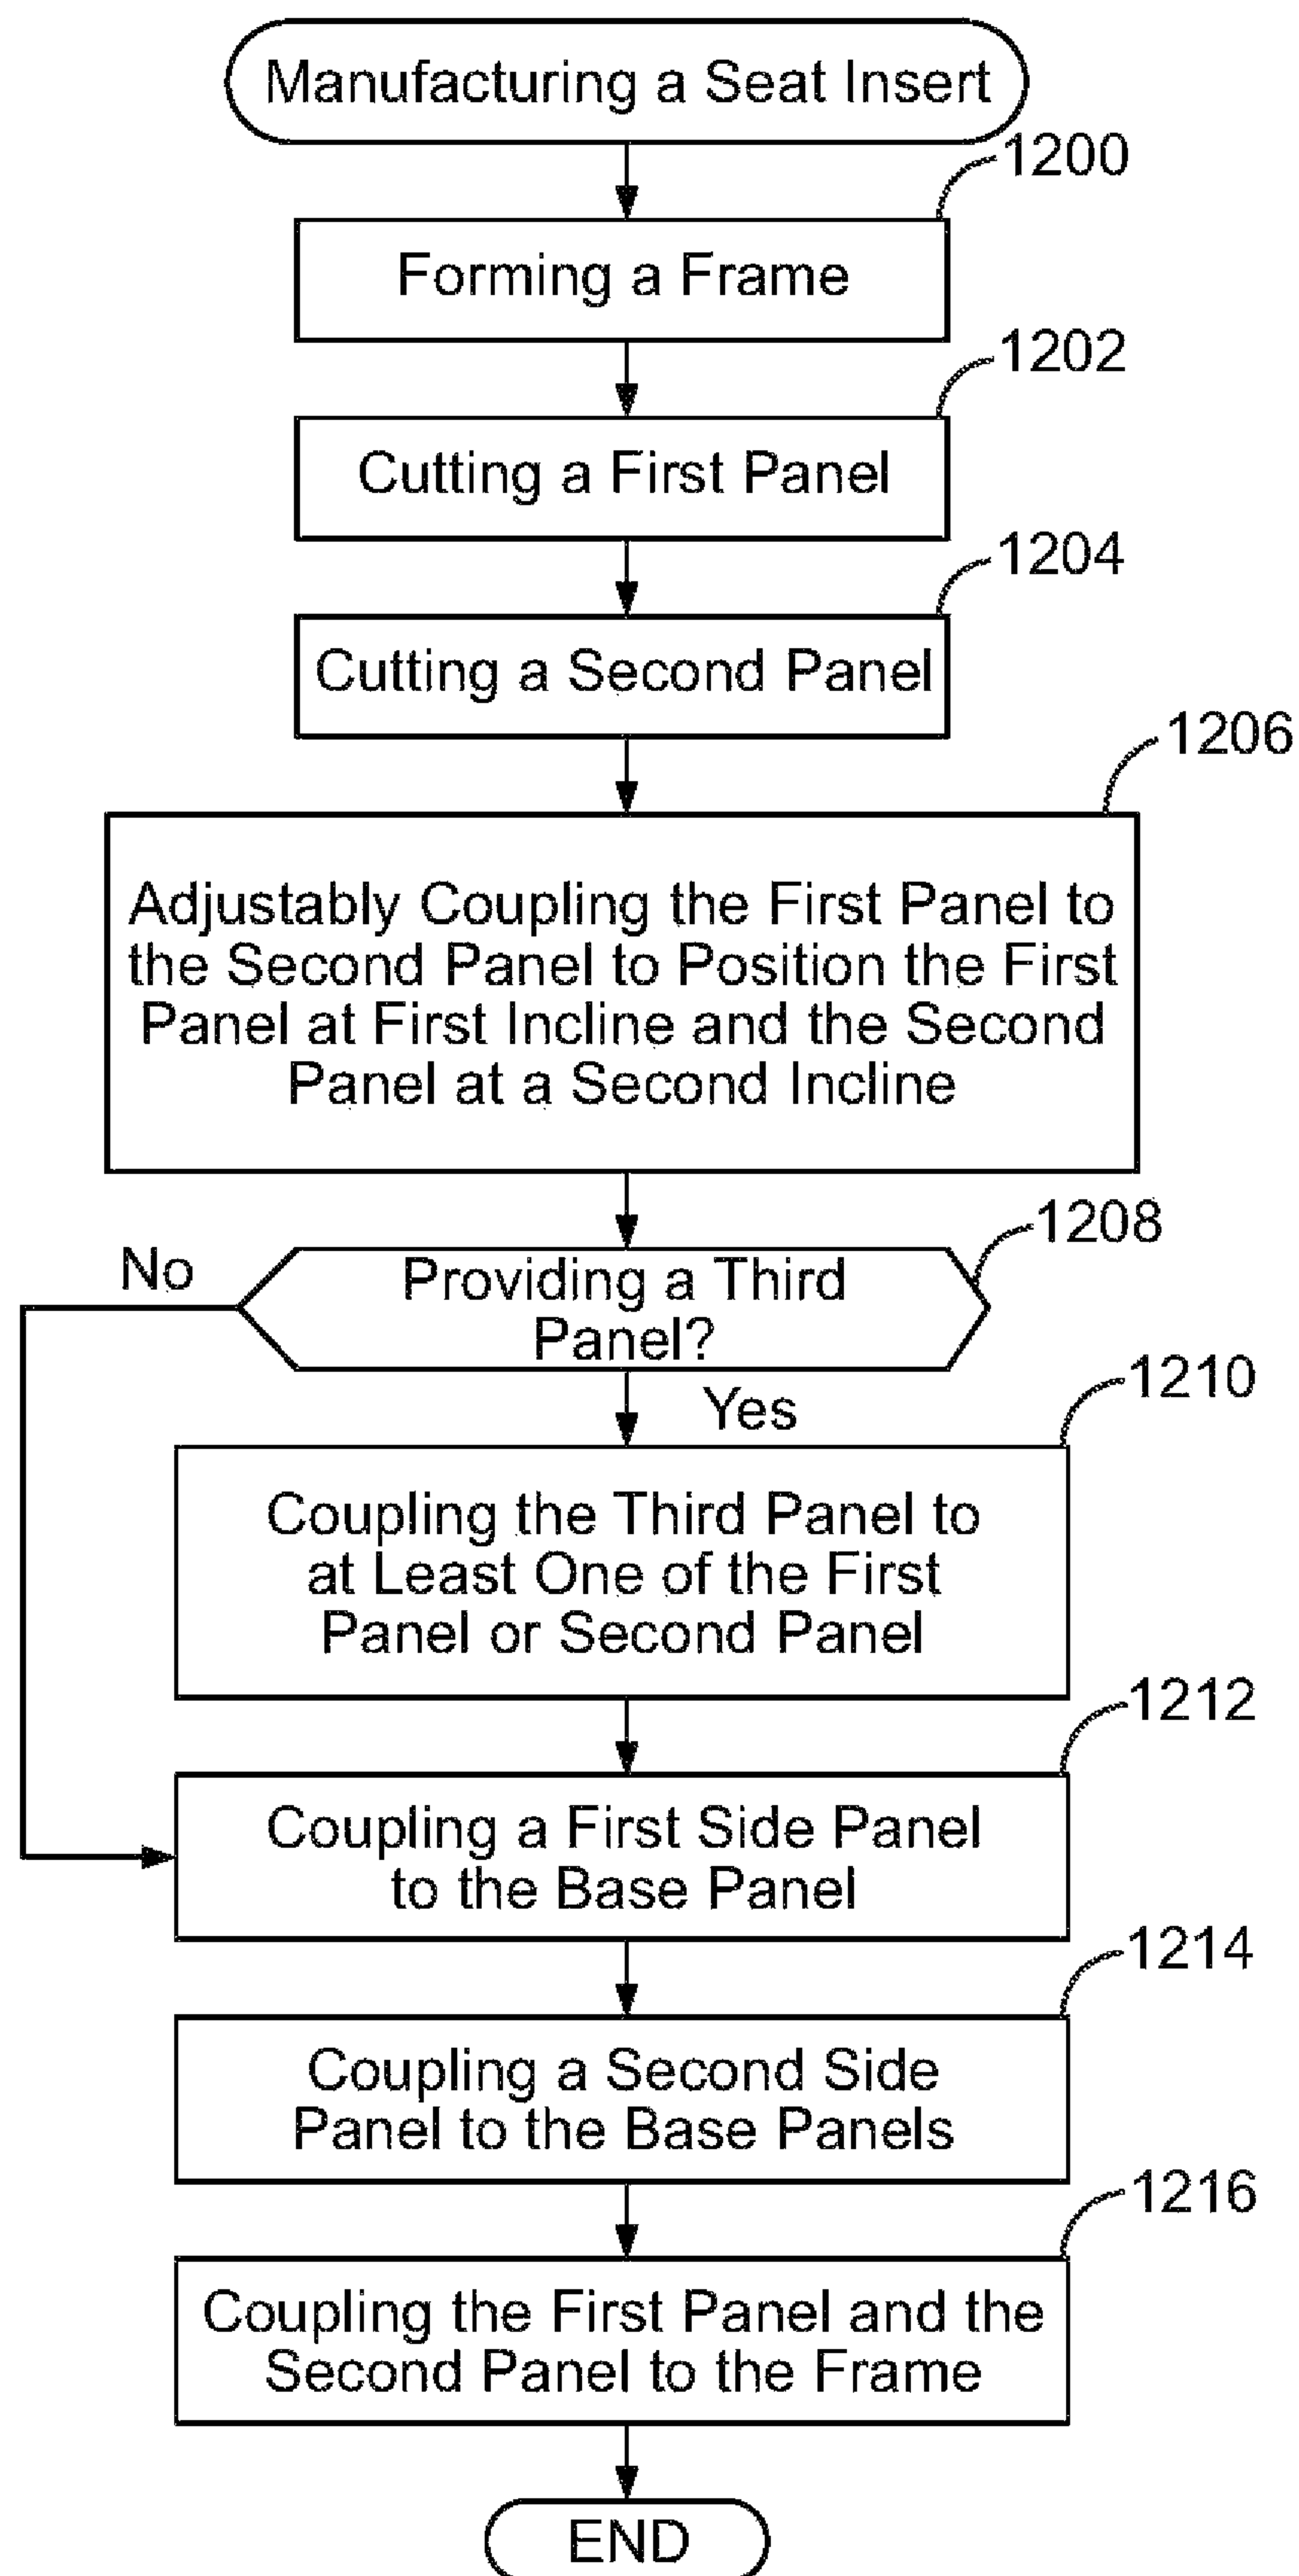 Manufacturing a Seat Insert
1200
Forming a Frame
1202
Cutting a First Panel
1204
Cutting a Second Panel
1206
Adjustably Coupling the First Panel to
the Second Panel to Position the First
Panel at First Incline and the Second
Panel at a Second Incline
1208
No
Providing a Third
Panel?
Yes
1210
Coupling the Third Panel to
at Least One of the First
Panel or Second Panel
1212
Coupling a First Side Panel
to the Base Panel
1214
Coupling a Second Side
Panel to the Base Panels
1216
Coupling the First Panel and the
Second Panel to the Frame
END